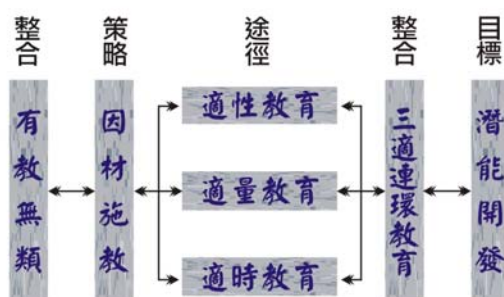 整合
策略
途徑
整合
目標
有教無類
因材施教
適性教育
適量教育
適時教育
三適連環教育
潛能開發